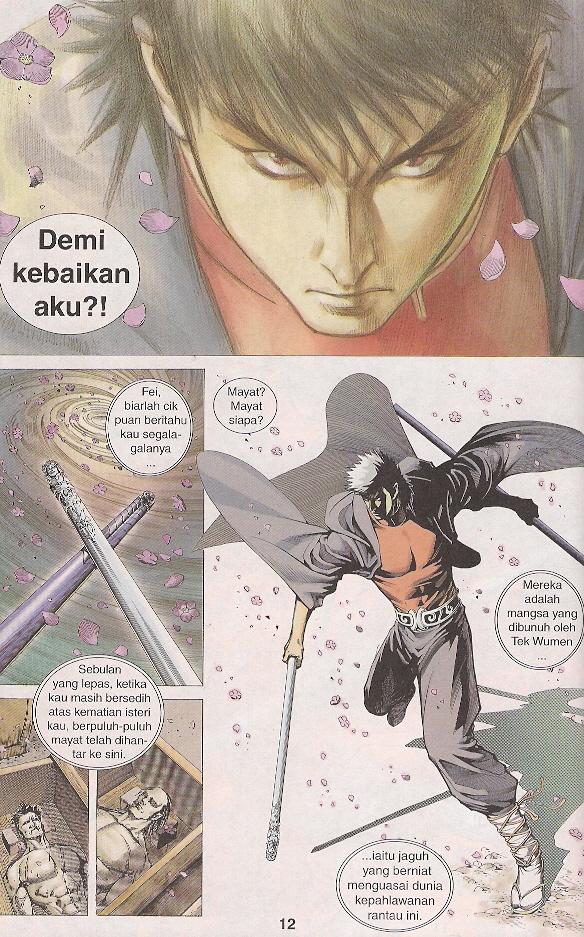 Demi
kebaikan
aku?!
Fei,
biarlah cik
puan beritahu
kau segala-
galanya
...
Mayat?
Mayat
siapa?
Sebulan
yang lepas, ketika
kau masih bersedih
atas kematian isteri
kau, berpuluh-puluh
mayat telah dihan-
tar ke sini.
Mereka
adalah
mangsa yang
dibunuh oleh
Tek Wumen
...
...iaitu jaguh
yang berniat
menguasai dunia
kepahlawanan
rantau ini.
12